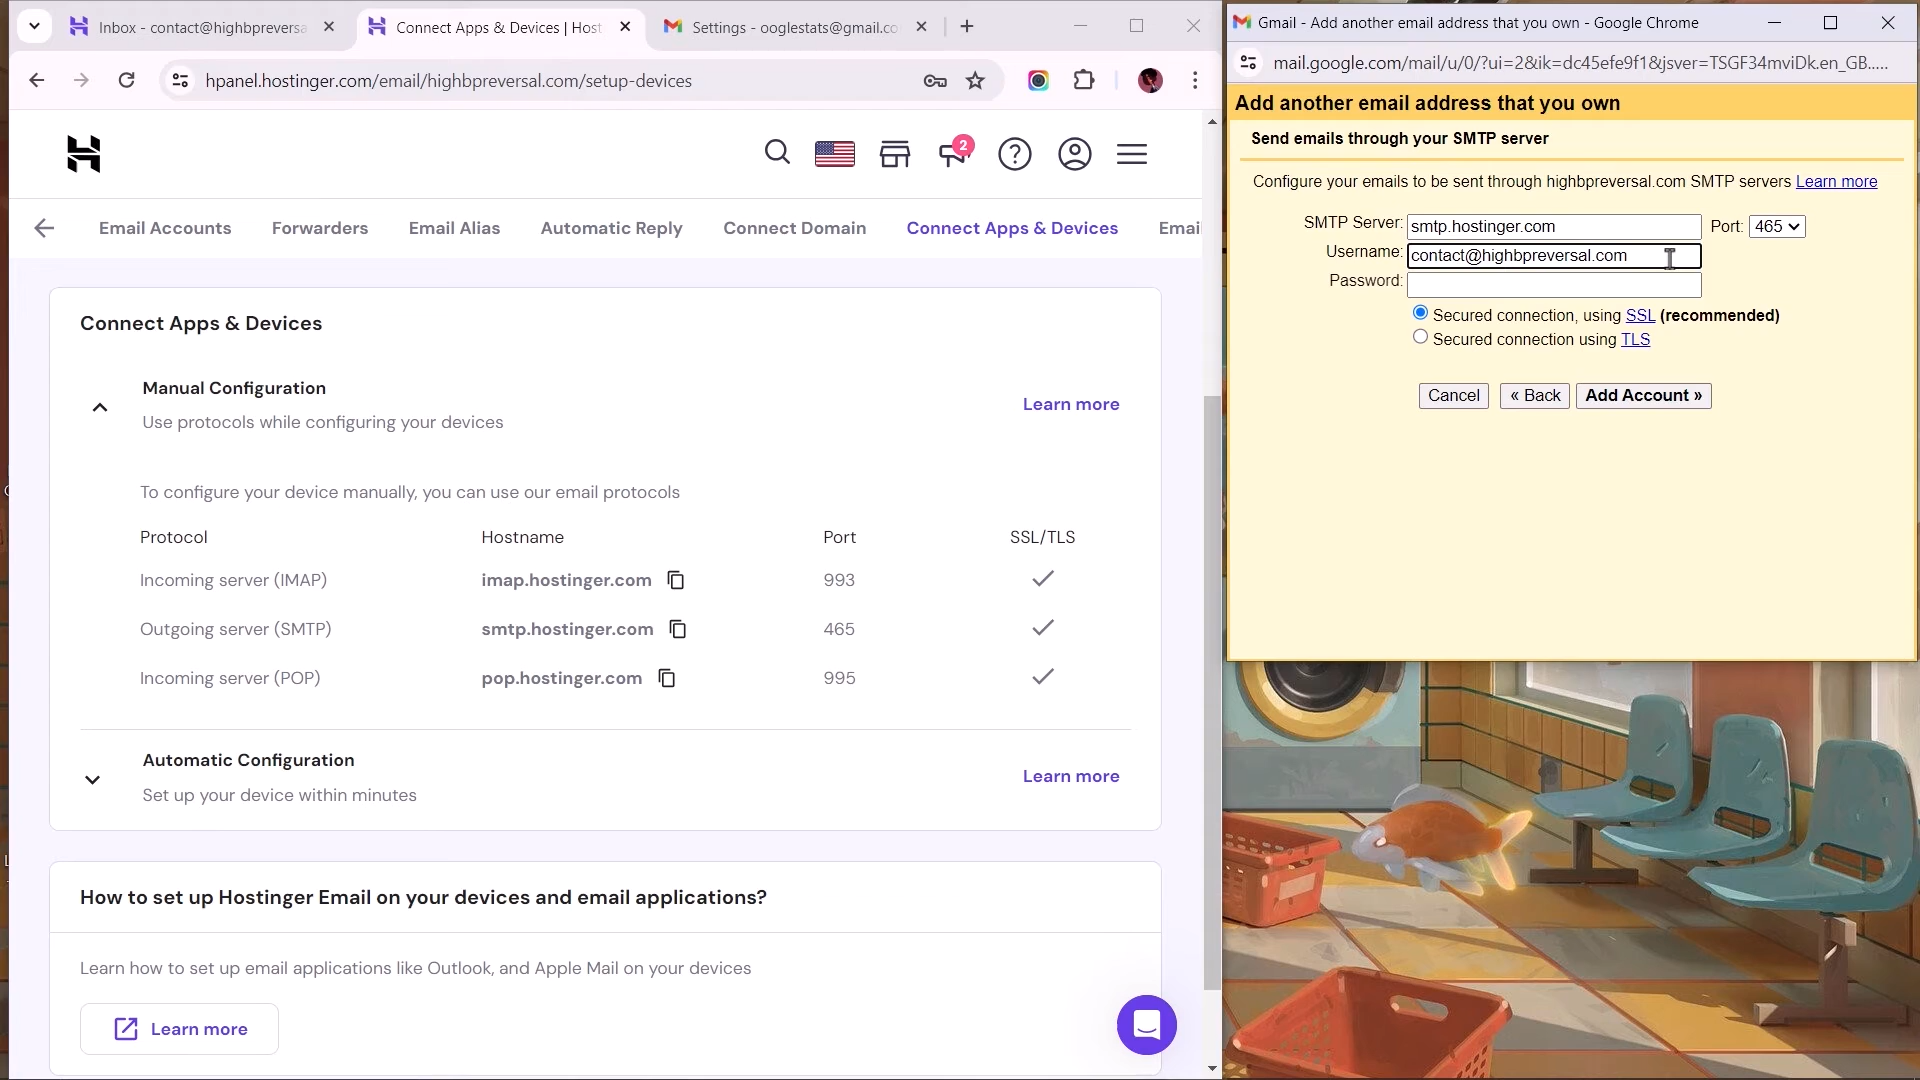 Inbox - contact@highbpreversa
Connect Apps & Devices | Host
Settings - ooglestats@gmail.co
hpanel.hostinger.com/email/highbpreversal.com/setup-devices
2
Email Accounts
Forwarders
Email Alias
Automatic Reply
Connect Domain
Connect Apps & Devices
Emai
Connect Apps & Devices
Manual Configuration
Use protocols while configuring your devices
Learn more
To configure your device manually, you can use our email protocols
Protocol Hostname Port SSL/TLS
Incoming server (IMAP) imap.hostinger.com 993
Outgoing server (SMTP) smtp.hostinger.com 465
Incoming server (POP) pop.hostinger.com 995
Automatic Configuration
Set up your device within minutes
Learn more
How to set up Hostinger Email on your devices and email applications?
Learn how to set up email applications like Outlook, and Apple Mail on your devices
Learn more
Gmail - Add another email address that you own - Google Chrome
mail.google.com/mail/u/0/?ui=2&ik=dc45efe9f1&jsver=TSGF34mviDk.en_GB.....
Add another email address that you own
Send emails through your SMTP server
Configure your emails to be sent through highbpreversal.com SMTP servers Learn more
SMTP Server: smtp.hostinger.com Port: 465
Username: contact@highbpreversal.com
Password:
Secured connection, using SSL (recommended)
Secured connection using TLS
Cancel « Back Add Account »